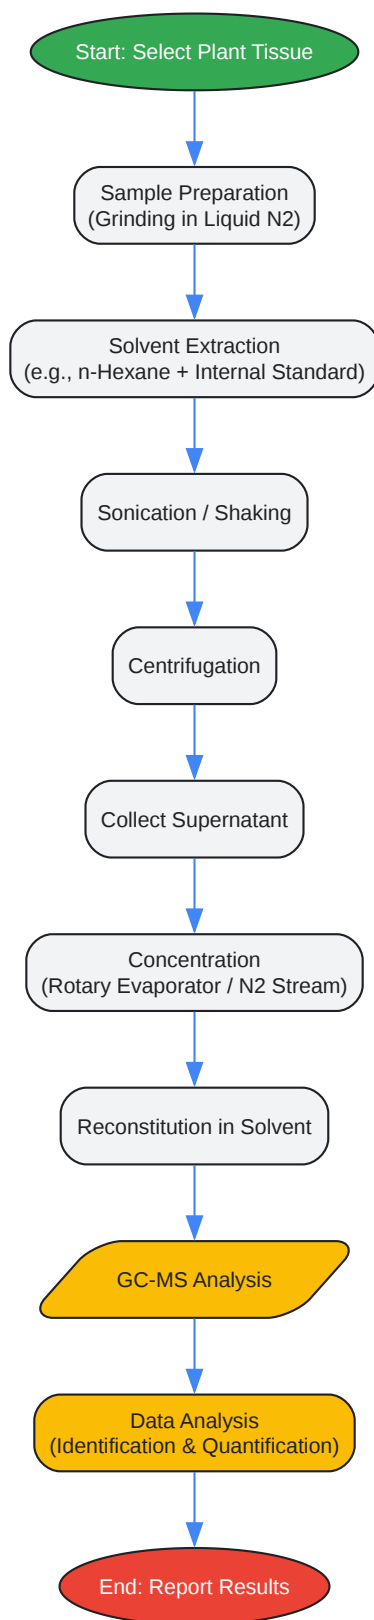 Start: Select Plant Tissue
Sample Preparation
(Grinding in Liquid N2)
Solvent Extraction
(e.g., n-Hexane + Internal Standard)
Sonication / Shaking
Centrifugation
Collect Supernatant
Concentration
(Rotary Evaporator / N2 Stream)
Reconstitution in Solvent
GC-MS Analysis
Data Analysis
(Identification & Quantification)
End: Report Results